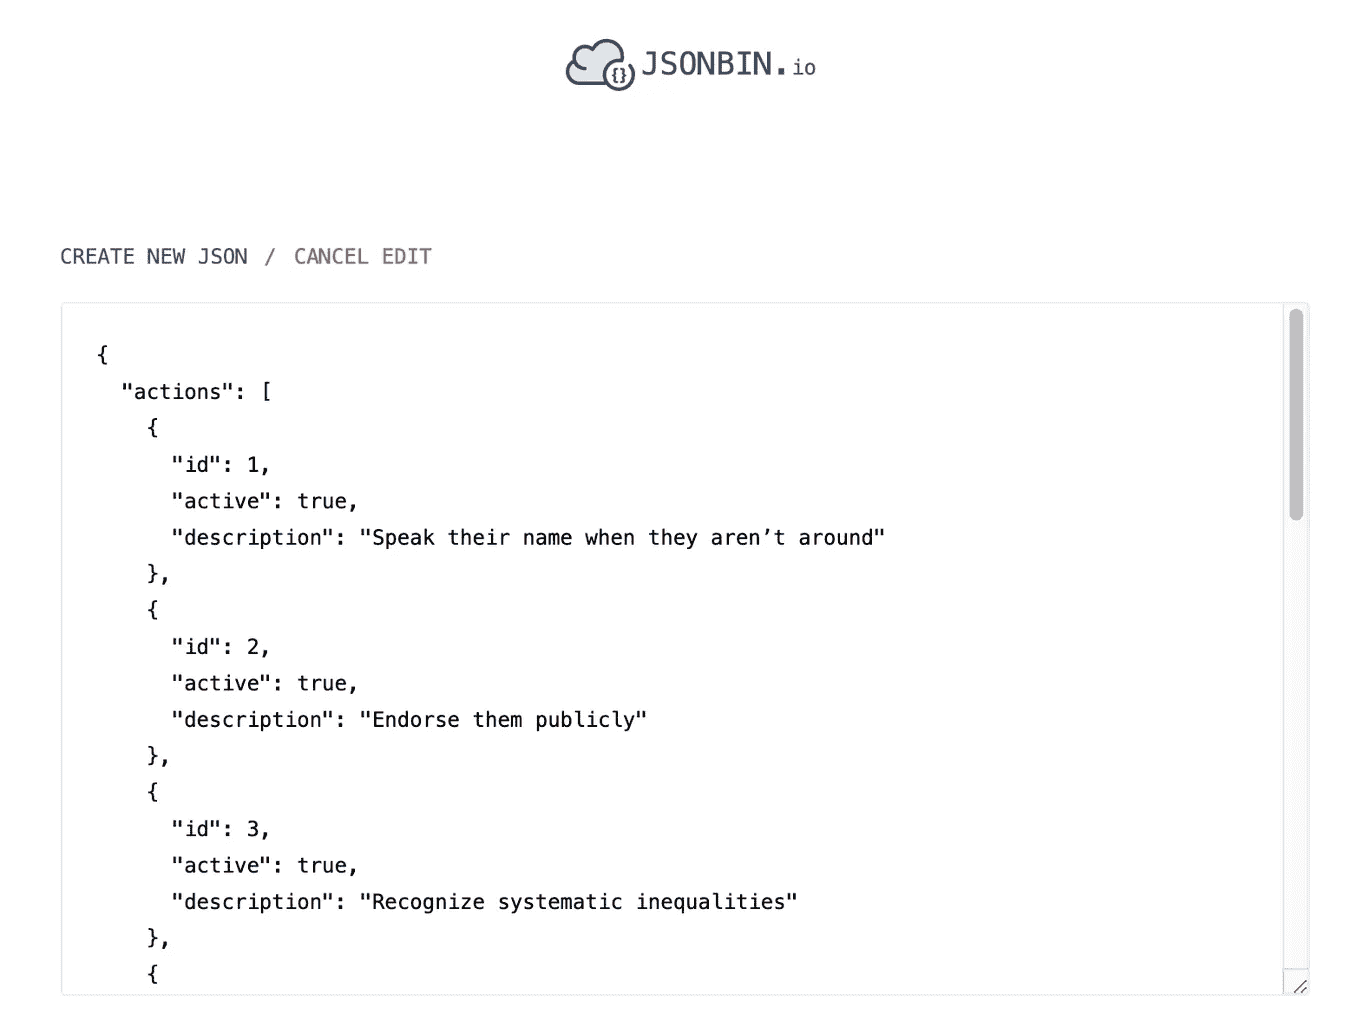 JSONBIN.io
CREATE NEW JSON / CANCEL EDIT
{
"actions": [
{
"id": 1,
"active": true,
"description": "Speak their name when they aren’t around"
},
{
"id": 2,
"active": true,
"description": "Endorse them publicly"
},
{
"id": 3,
"active": true,
"description": "Recognize systematic inequalities"
},
{